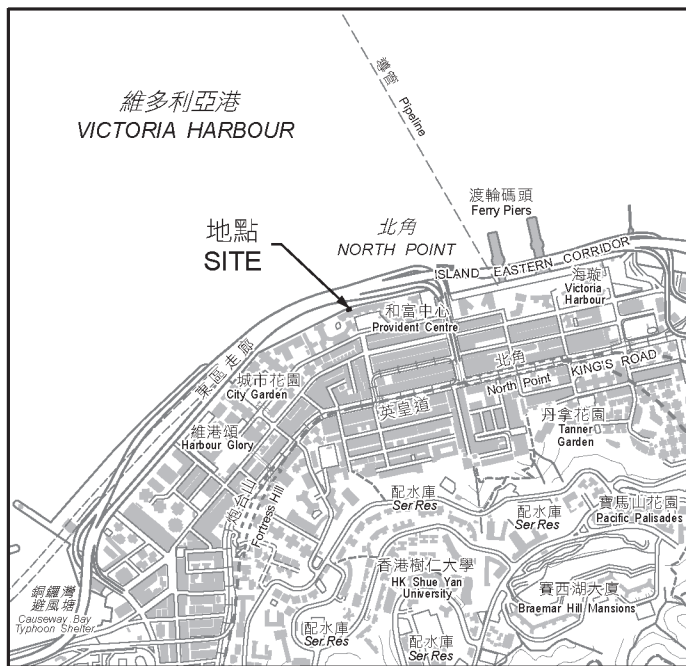 維多利亞港
VICTORIA HARBOUR
導管 Pipeline
渡輪碼頭
Ferry Piers
地點
SITE
北角
NORTH POINT
ISLAND EASTERN CORRIDOR
海璇
Victoria
Harbour
和富中心
Provident Centre
東區走廊
北角
North Point
KING'S ROAD
城市花園
City Garden
英皇道
丹拿花園
Tanner
Garden
維港頌
Harbour Glory
炮台山
Fortress Hill
配水庫
Ser Res
配水庫
Ser Res
寶馬山花園
Pacific Palisades
香港樹仁大學
HK Shue Yan
University
賽西湖大廈
Braemar Hill Mansions
銅鑼灣
避風塘
Causeway Bay
Typhoon Shelter
配水庫
Ser Res
配水庫
Ser Res